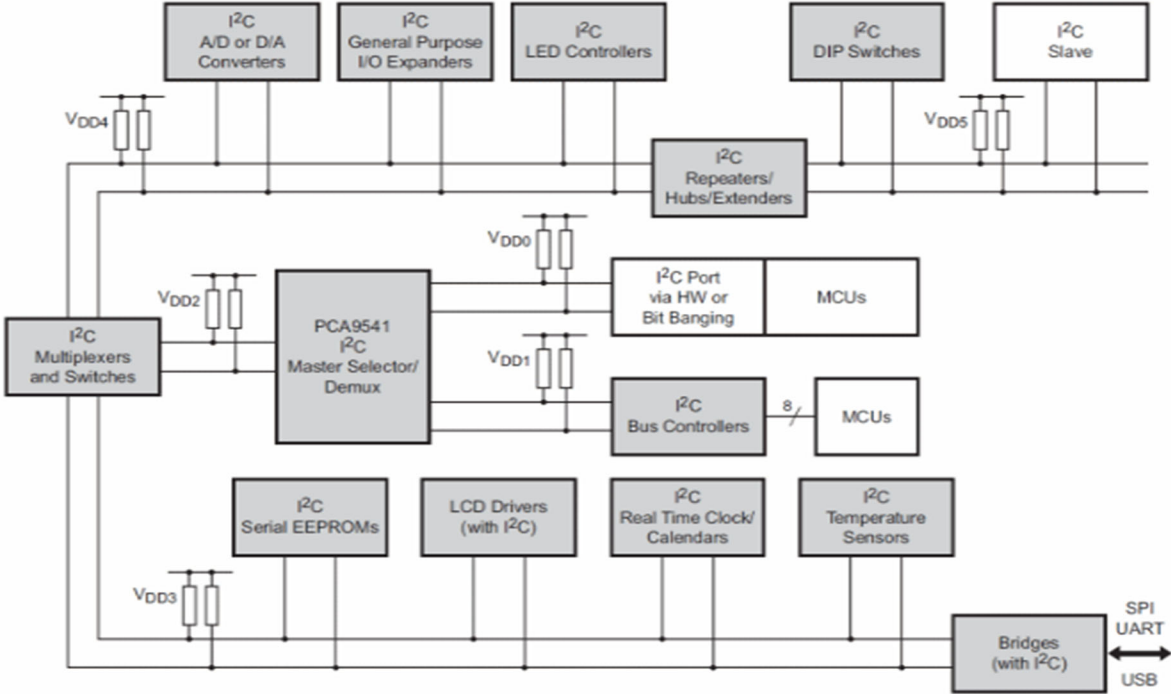 I²C
A/D or D/A
Converters
I²C
General Purpose
I/O Expanders
I²C
LED Controllers
I²C
DIP Switches
I²C
Slave
VDD4
VDD5
I²C
Repeaters/
Hubs/Extenders
VDD0
I²C Port
via HW or
Bit Banging
MCUs
VDD2
PCA9541
I²C
Master Selector/
Demux
I²C
Multiplexers
and Switches
VDD1
I²C
Bus Controllers
8
MCUs
I²C
Serial EEPROMs
LCD Drivers
(with I²C)
I²C
Real Time Clock/
Calendars
I²C
Temperature
Sensors
VDD3
Bridges
(with I²C)
SPI
UART
USB